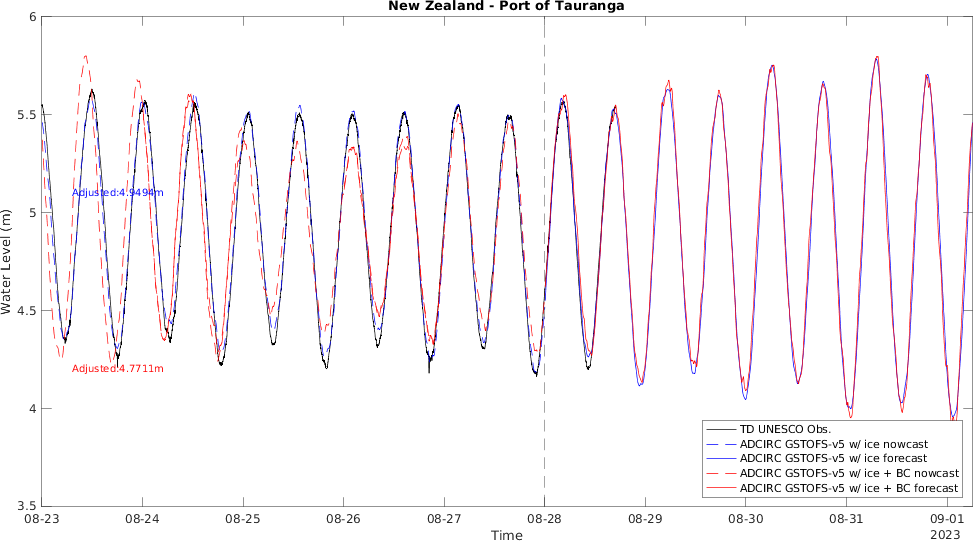 New Zealand - Port of Tauranga
6
5.5
5
4.5
4
3.5
Water Level (m)
Adjusted:4.9494m
Adjusted:4.7711m
TD UNESCO Obs.
ADCIRC GSTOFS-v5 w/ ice nowcast
ADCIRC GSTOFS-v5 w/ ice forecast
ADCIRC GSTOFS-v5 w/ ice + BC nowcast
ADCIRC GSTOFS-v5 w/ ice + BC forecast
08-23 08-24 08-25 08-26 08-27 08-28 08-29 08-30 08-31 09-01
2023
Time